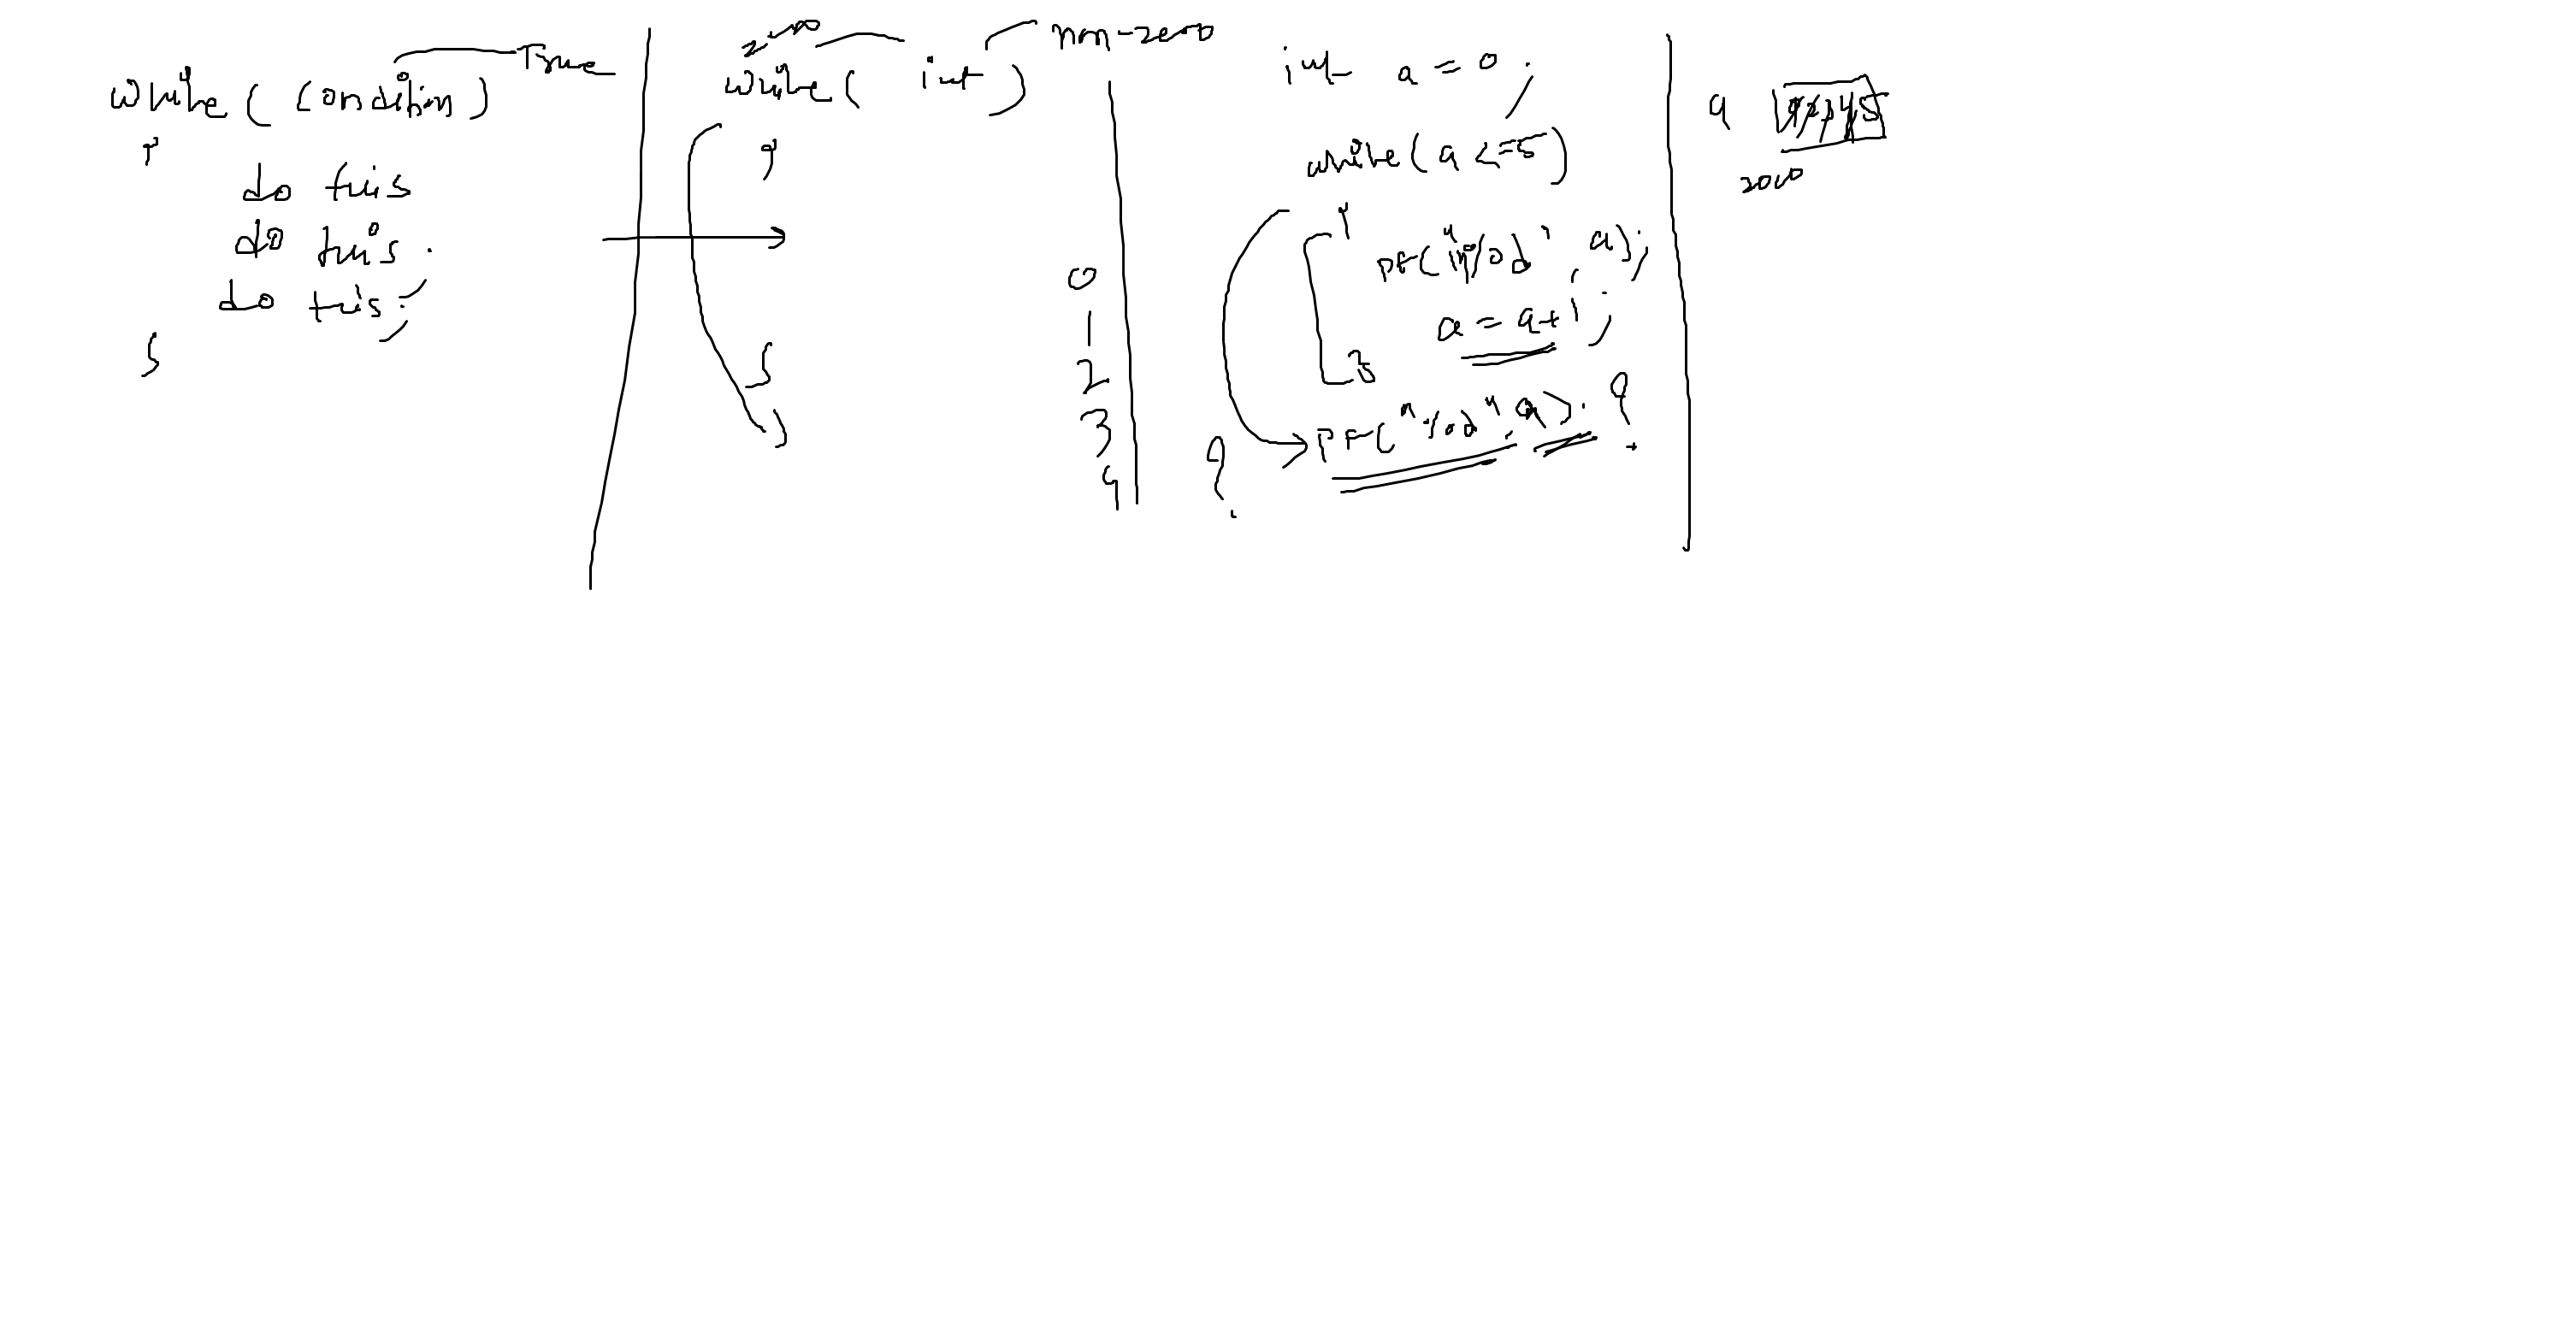 True
while ( condition )
{
do this
do this .
do this ;
}
zero
non-zero
while ( int )
{
}
0
1
2
3
4
int a = 0 ;
while ( a <= 5 )
{
pf( "\n%d" , a);
a = a+1 ;
}
pf( "%d" , a ). ?
?
a
2000